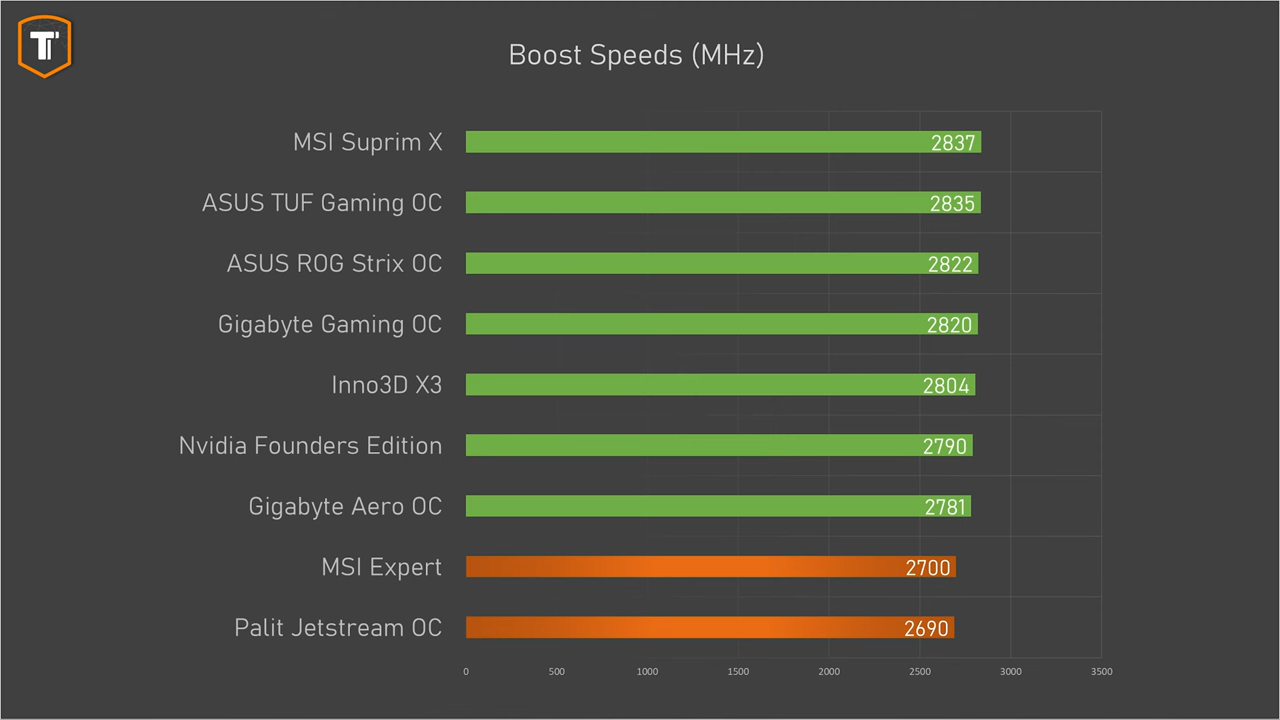 Boost Speeds (MHz)
MSI Suprim X 2837
ASUS TUF Gaming OC 2835
ASUS ROG Strix OC 2822
Gigabyte Gaming OC 2820
Inno3D X3 2804
Nvidia Founders Edition 2790
Gigabyte Aero OC 2781
MSI Expert 2700
Palit Jetstream OC 2690
0 500 1000 1500 2000 2500 3000 3500